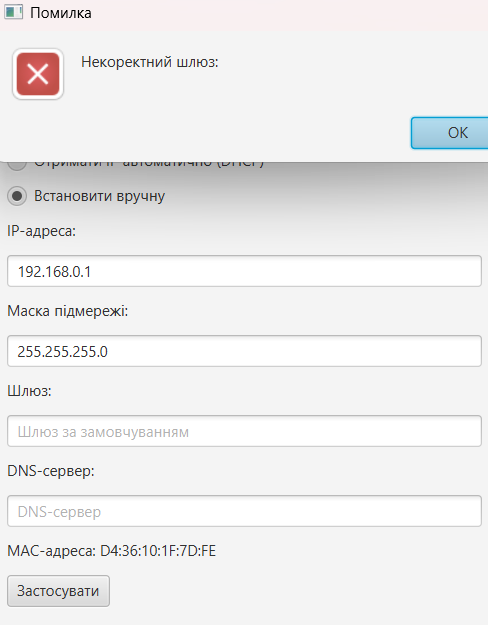 Помилка
Некоректний шлюз:
ОК
Отримати IP автоматично (DHCP)
Встановити вручну
IP-адреса:
192.168.0.1
Маска підмережі:
255.255.255.0
Шлюз:
Шлюз за замовчуванням
DNS-сервер:
DNS-сервер
MAC-адреса: D4:36:10:1F:7D:FE
Застосувати